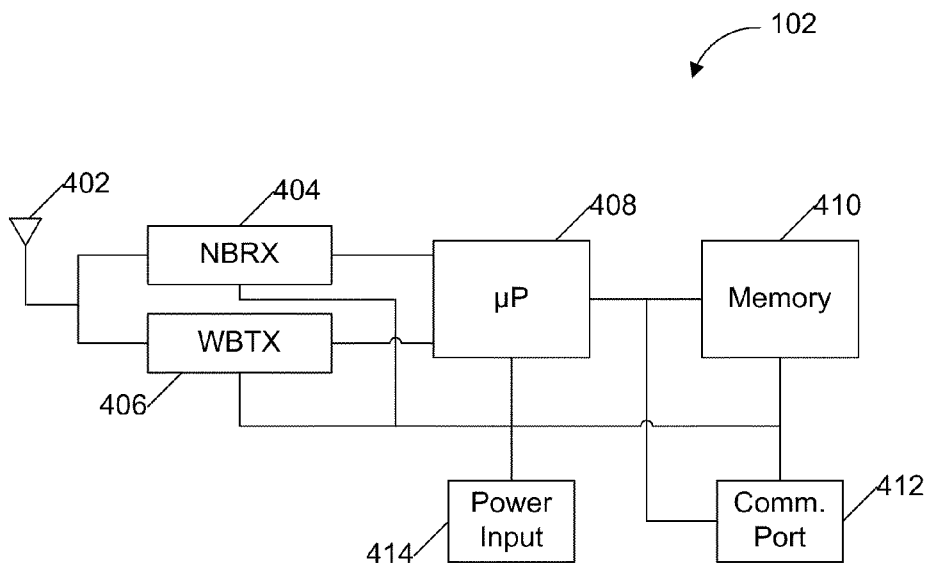 102
402
404
408
410
NBRX
µP
Memory
WBTX
406
Power
Input
Comm.
Port
412
414